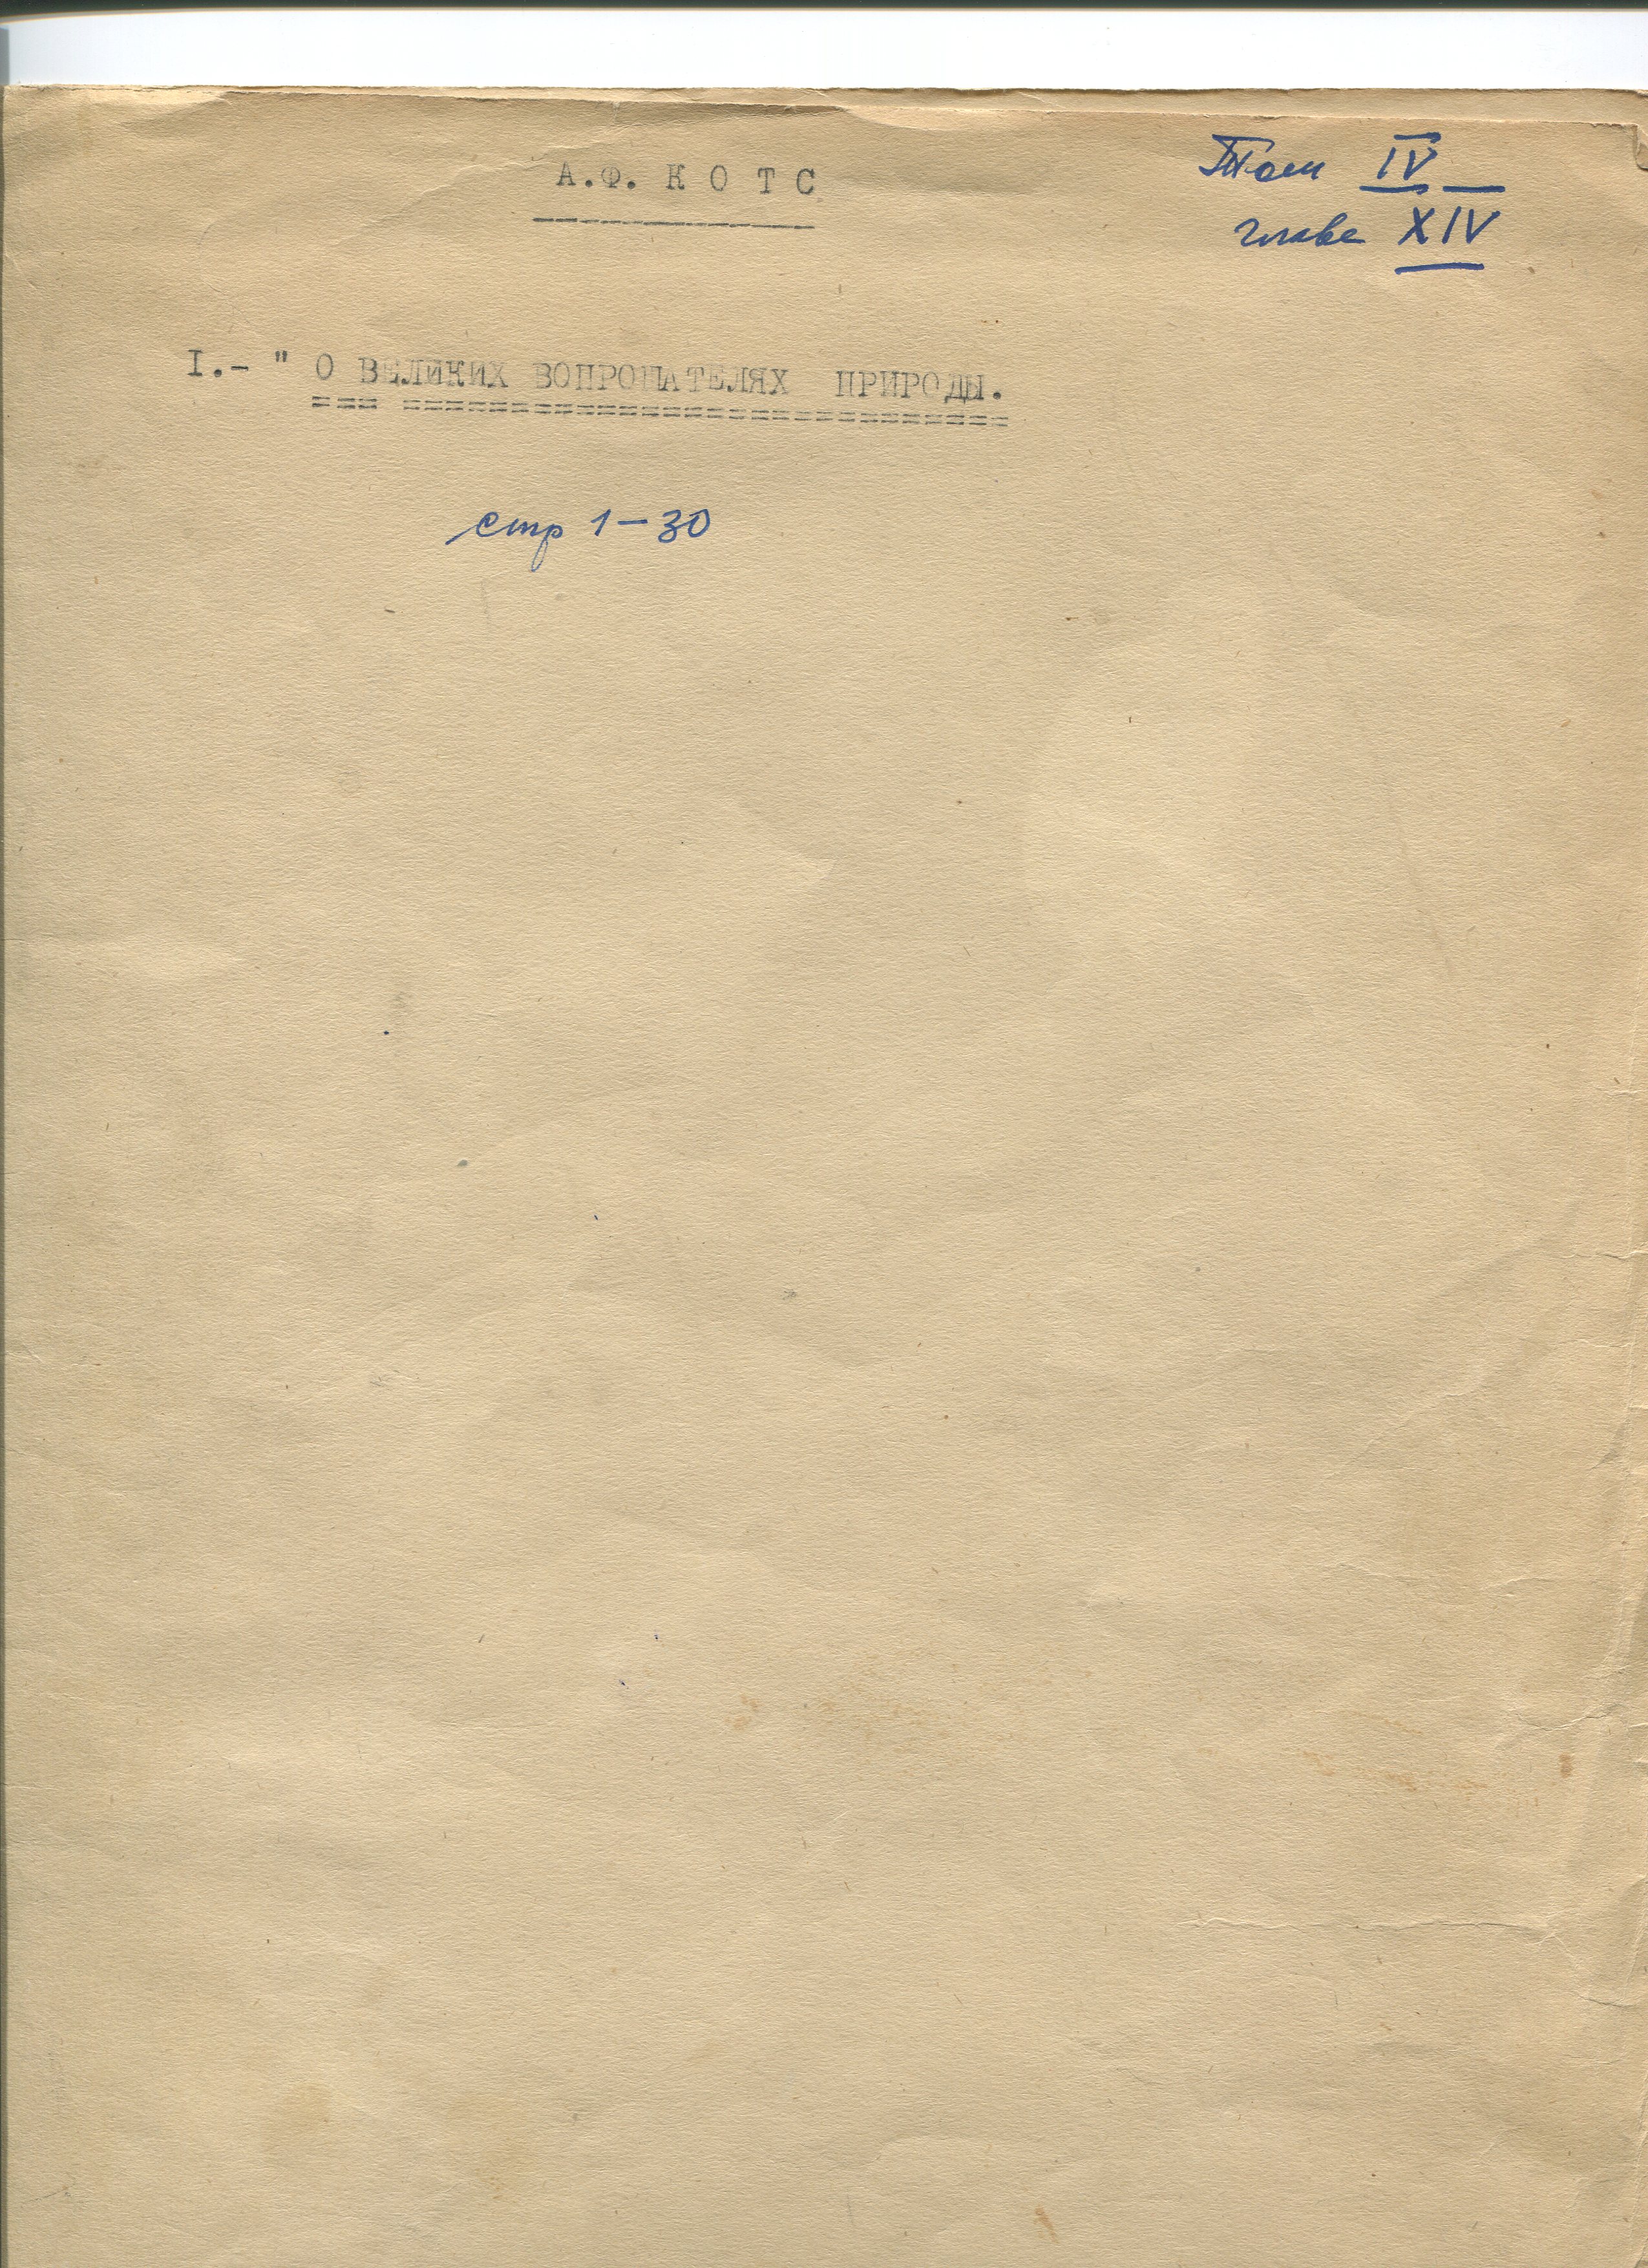 А.Ф. К О Т С
Том IV
глава XIV
I.- " О ВЕЛИКИХ ВОПРОШАТЕЛЯХ ПРИРОДЫ.
стр 1-30